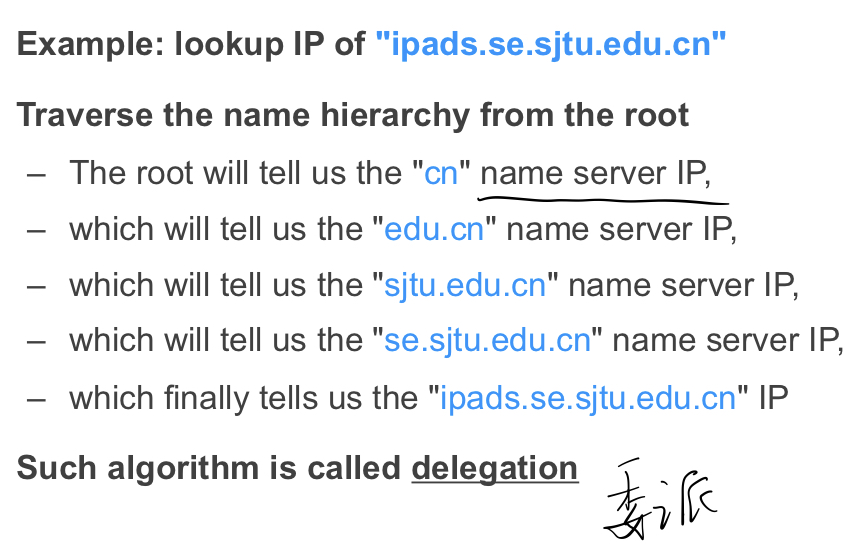 Example: lookup IP of "ipads.se.sjtu.edu.cn"
Traverse the name hierarchy from the root
– The root will tell us the "cn" name server IP,
– which will tell us the "edu.cn" name server IP,
– which will tell us the "sjtu.edu.cn" name server IP,
– which will tell us the "se.sjtu.edu.cn" name server IP,
– which finally tells us the "ipads.se.sjtu.edu.cn" IP
Such algorithm is called delegation 委派